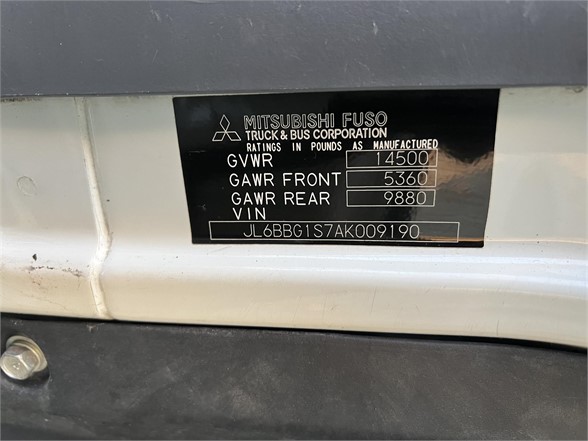 MITSUBISHI FUSO
TRUCK & BUS CORPORATION
RATINGS IN POUNDS AS MANUFACTURED
GVWR 14500
GAWR FRONT 5360
GAWR REAR 9880
VIN
JL6BBG1S7AK009190